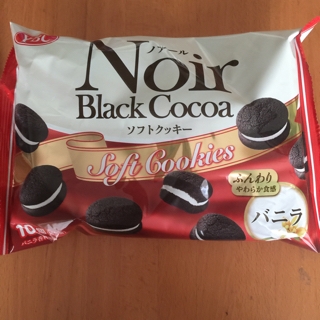 YBC
ノアール
Noir
Black Cocoa
ソフトクッキー
Soft Cookies
ふんわり
やわらか食感
バニラ
10